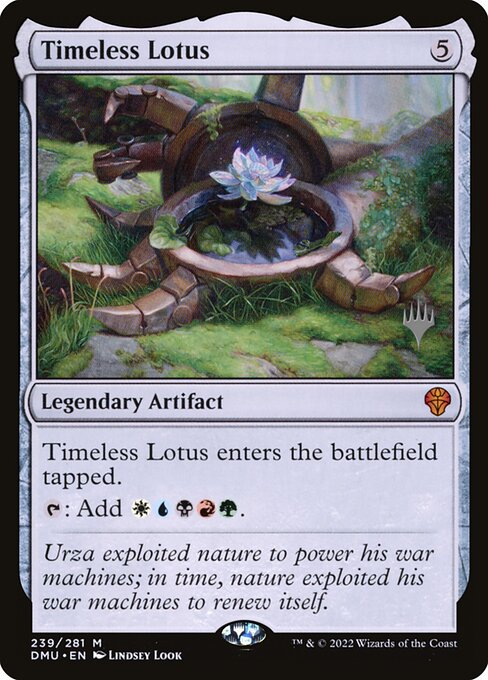 Timeless Lotus 5
Legendary Artifact
Timeless Lotus enters the battlefield
tapped.
: Add .
Urza exploited nature to power his war
machines; in time, nature exploited his
war machines to renew itself.
239/281 M
DMU • EN Lindsey Look
™ & © 2022 Wizards of the Coast